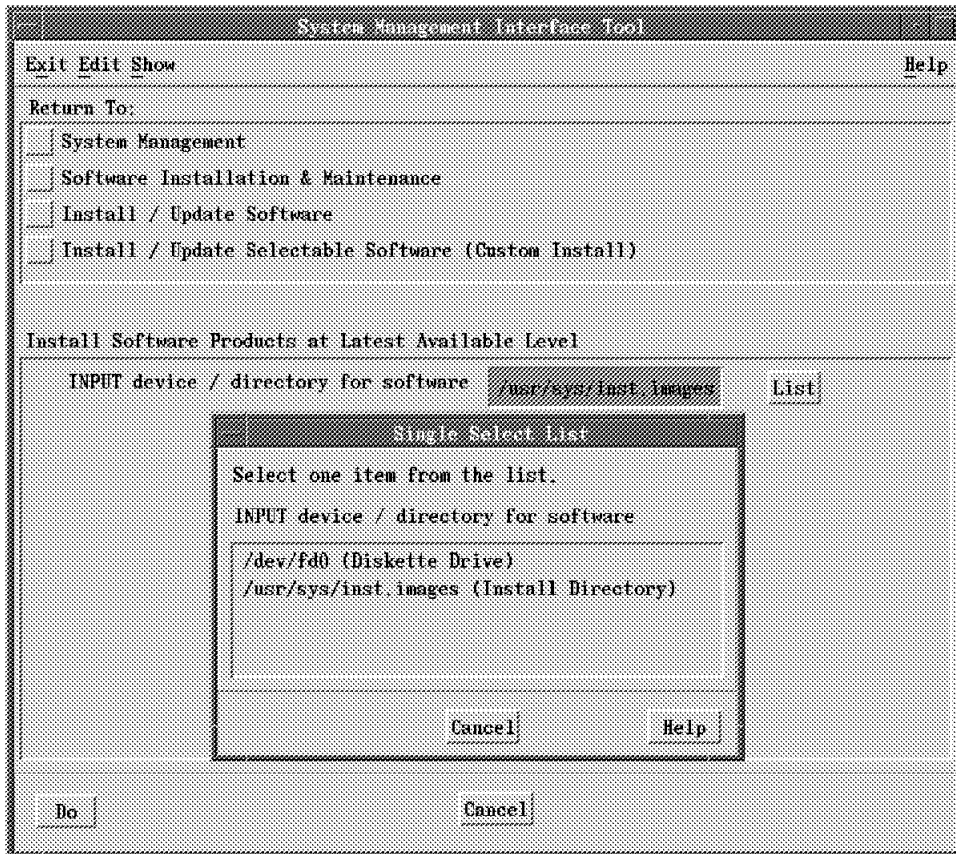 System Management Interface Tool
Exit Edit Show Help
Return To:
System Management
Software Installation & Maintenance
Install / Update Software
Install / Update Selectable Software (Custom Install)
Install Software Products at Latest Available Level
INPUT device / directory for software /usr/sys/inst.images List
Single Select List
Select one item from the list.
INPUT device / directory for software
/dev/fd0 (Diskette Drive)
/usr/sys/inst.images (Install Directory)
Cancel Help
Do Cancel